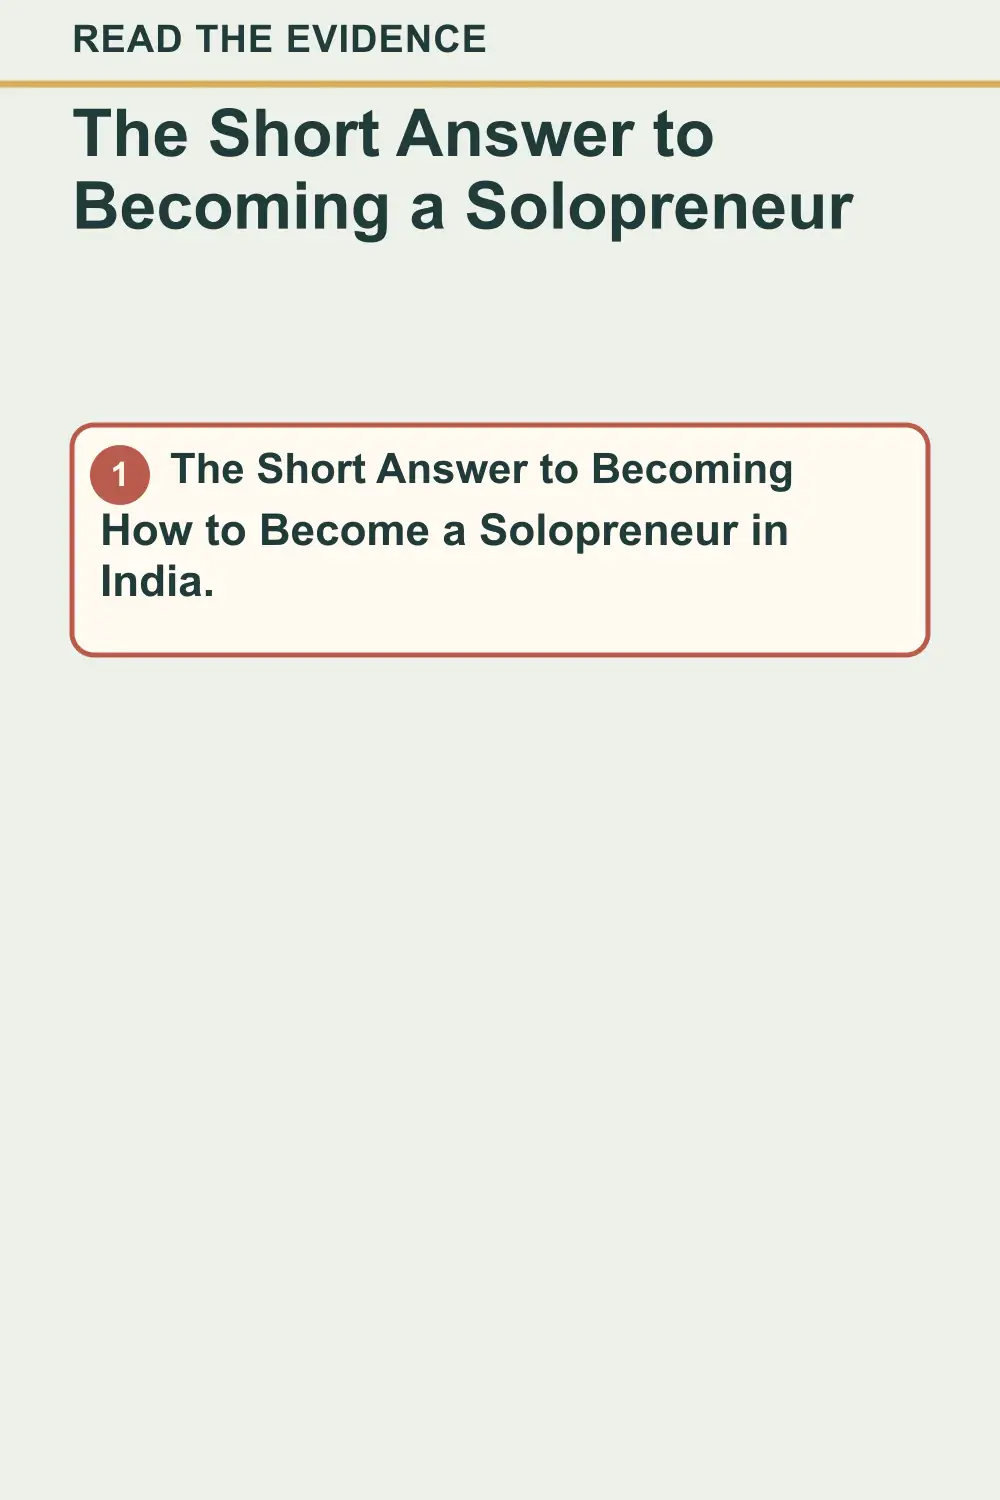 READ THE EVIDENCE
The Short Answer to
Becoming a Solopreneur
1 The Short Answer to Becoming
How to Become a Solopreneur in
India.